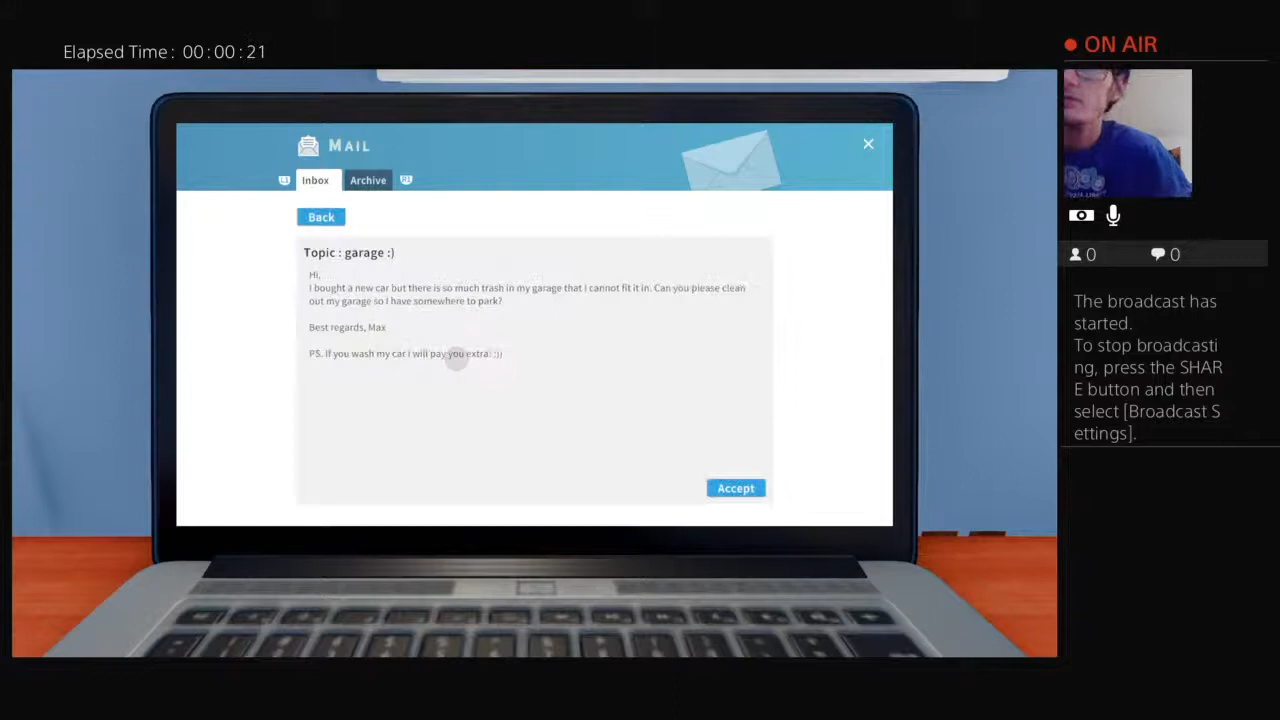 Elapsed Time: 00:00:21
ON AIR
MAIL
L1 Inbox Archive R1
Back
Topic : garage :)
Hi,
I bought a new car but there is so much trash in my garage that I cannot fit it in. Can you please clean
out my garage so I have somewhere to park?
Best regards, Max
PS. If you wash my car I will pay you extra! :))
Accept
0 0
The broadcast has
started.
To stop broadcasti
ng, press the SHAR
E button and then
select [Broadcast S
ettings].